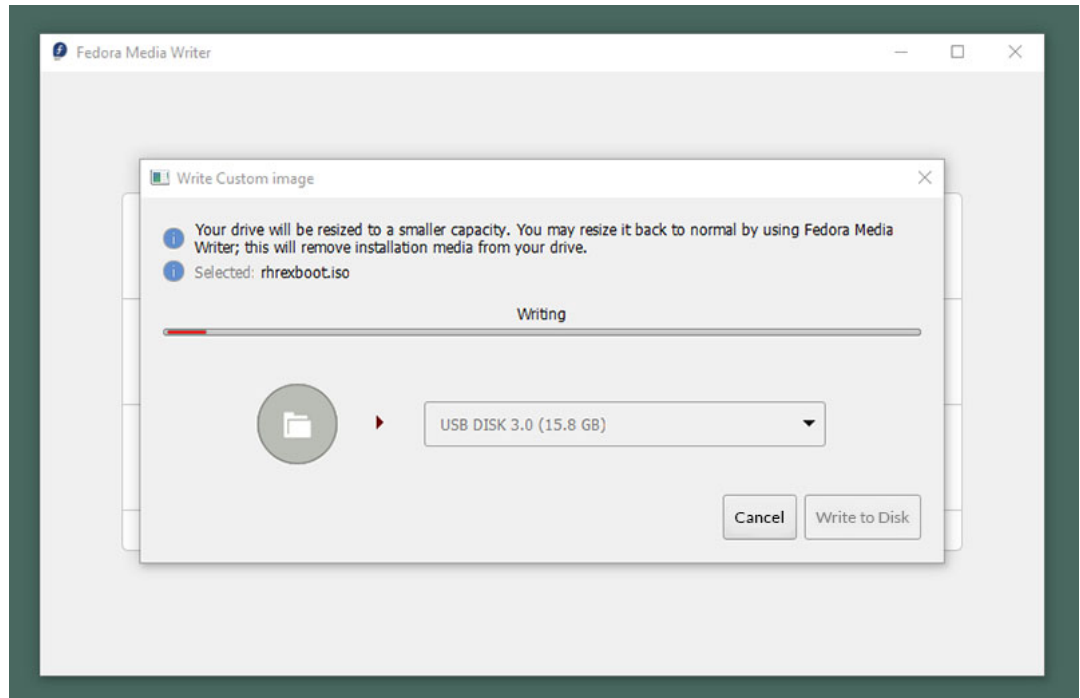 Fedora Media Writer
Write Custom image
Your drive will be resized to a smaller capacity. You may resize it back to normal by using Fedora Media
Writer; this will remove installation media from your drive.
Selected: rhrexboot.iso
Writing
USB DISK 3.0 (15.8 GB)
Cancel
Write to Disk